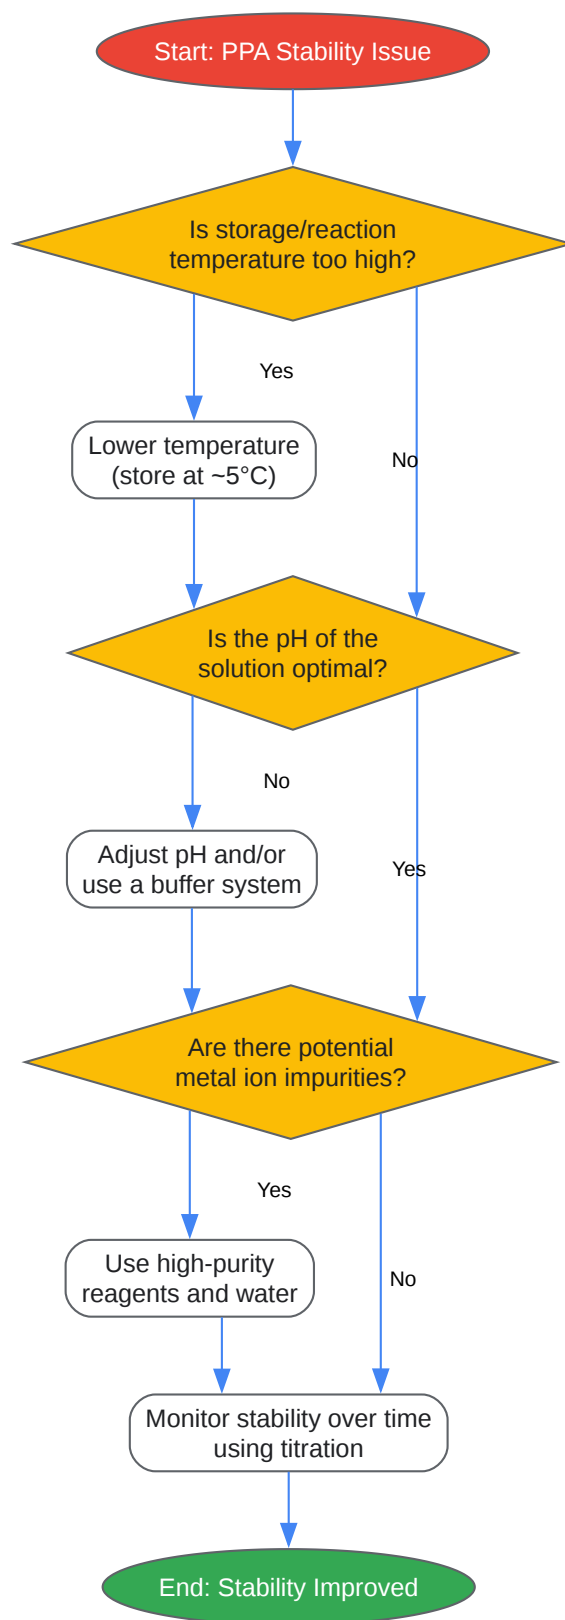 Start: PPA Stability Issue
Is storage/reaction
temperature too high?
Yes
Lower temperature
(store at ~5°C)
No
Is the pH of the
solution optimal?
No
Adjust pH and/or
use a buffer system
Yes
Are there potential
metal ion impurities?
Yes
Use high-purity
reagents and water
No
Monitor stability over time
using titration
End: Stability Improved